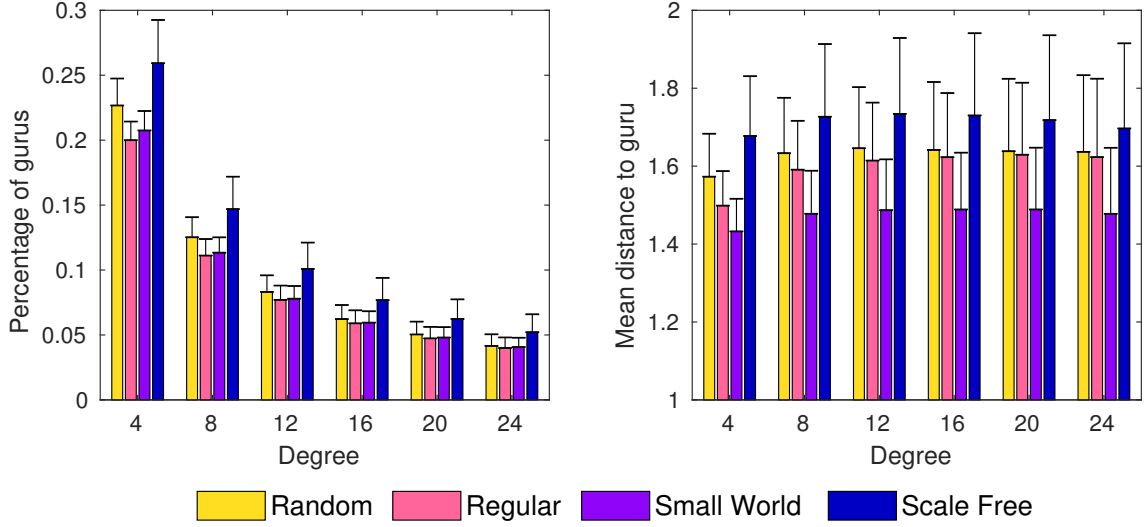 0.3
0.25
0.2
0.15
0.1
0.05
0
Percentage of gurus
4 8 12 16 20 24
Degree
2
1.8
1.6
1.4
1.2
1
Mean distance to guru
4 8 12 16 20 24
Degree
Random Regular Small World Scale Free